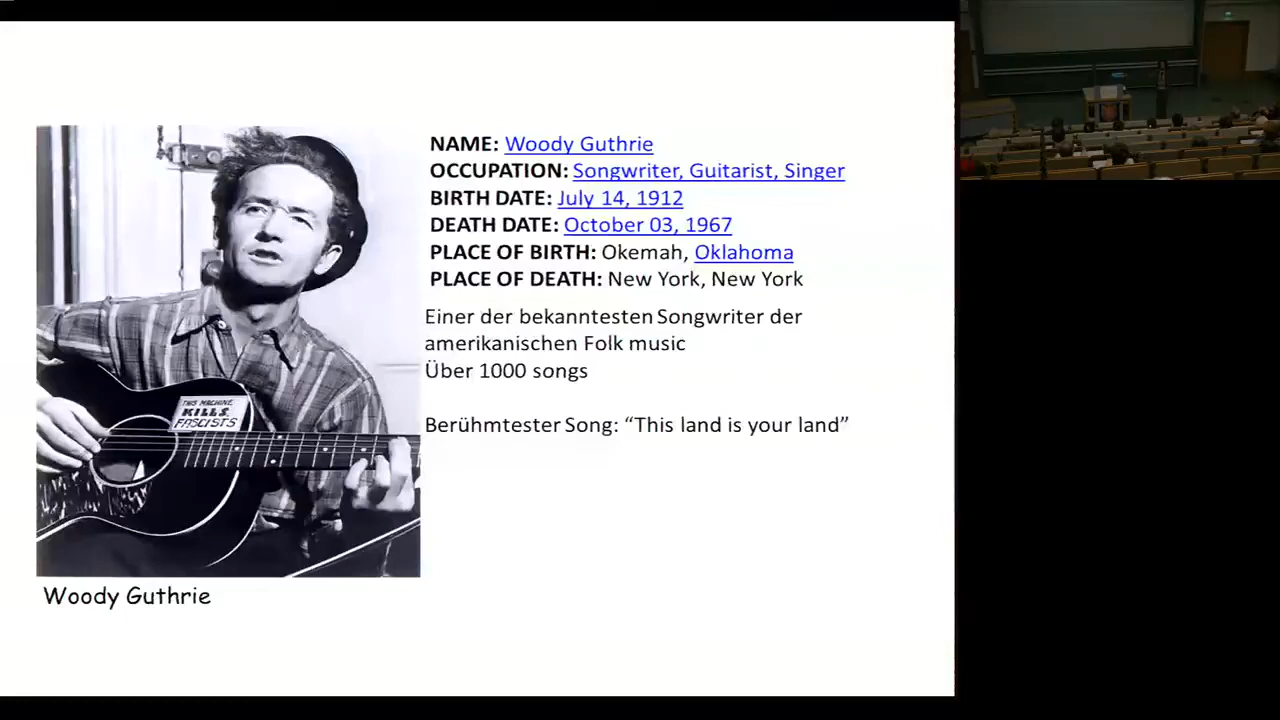 NAME: Woody Guthrie
OCCUPATION: Songwriter, Guitarist, Singer
BIRTH DATE: July 14, 1912
DEATH DATE: October 03, 1967
PLACE OF BIRTH: Okemah, Oklahoma
PLACE OF DEATH: New York, New York
Einer der bekanntesten Songwriter der
amerikanischen Folk music
Über 1000 songs
Berühmtester Song: “This land is your land”
THIS MACHINE
KILLS
FASCISTS
Woody Guthrie